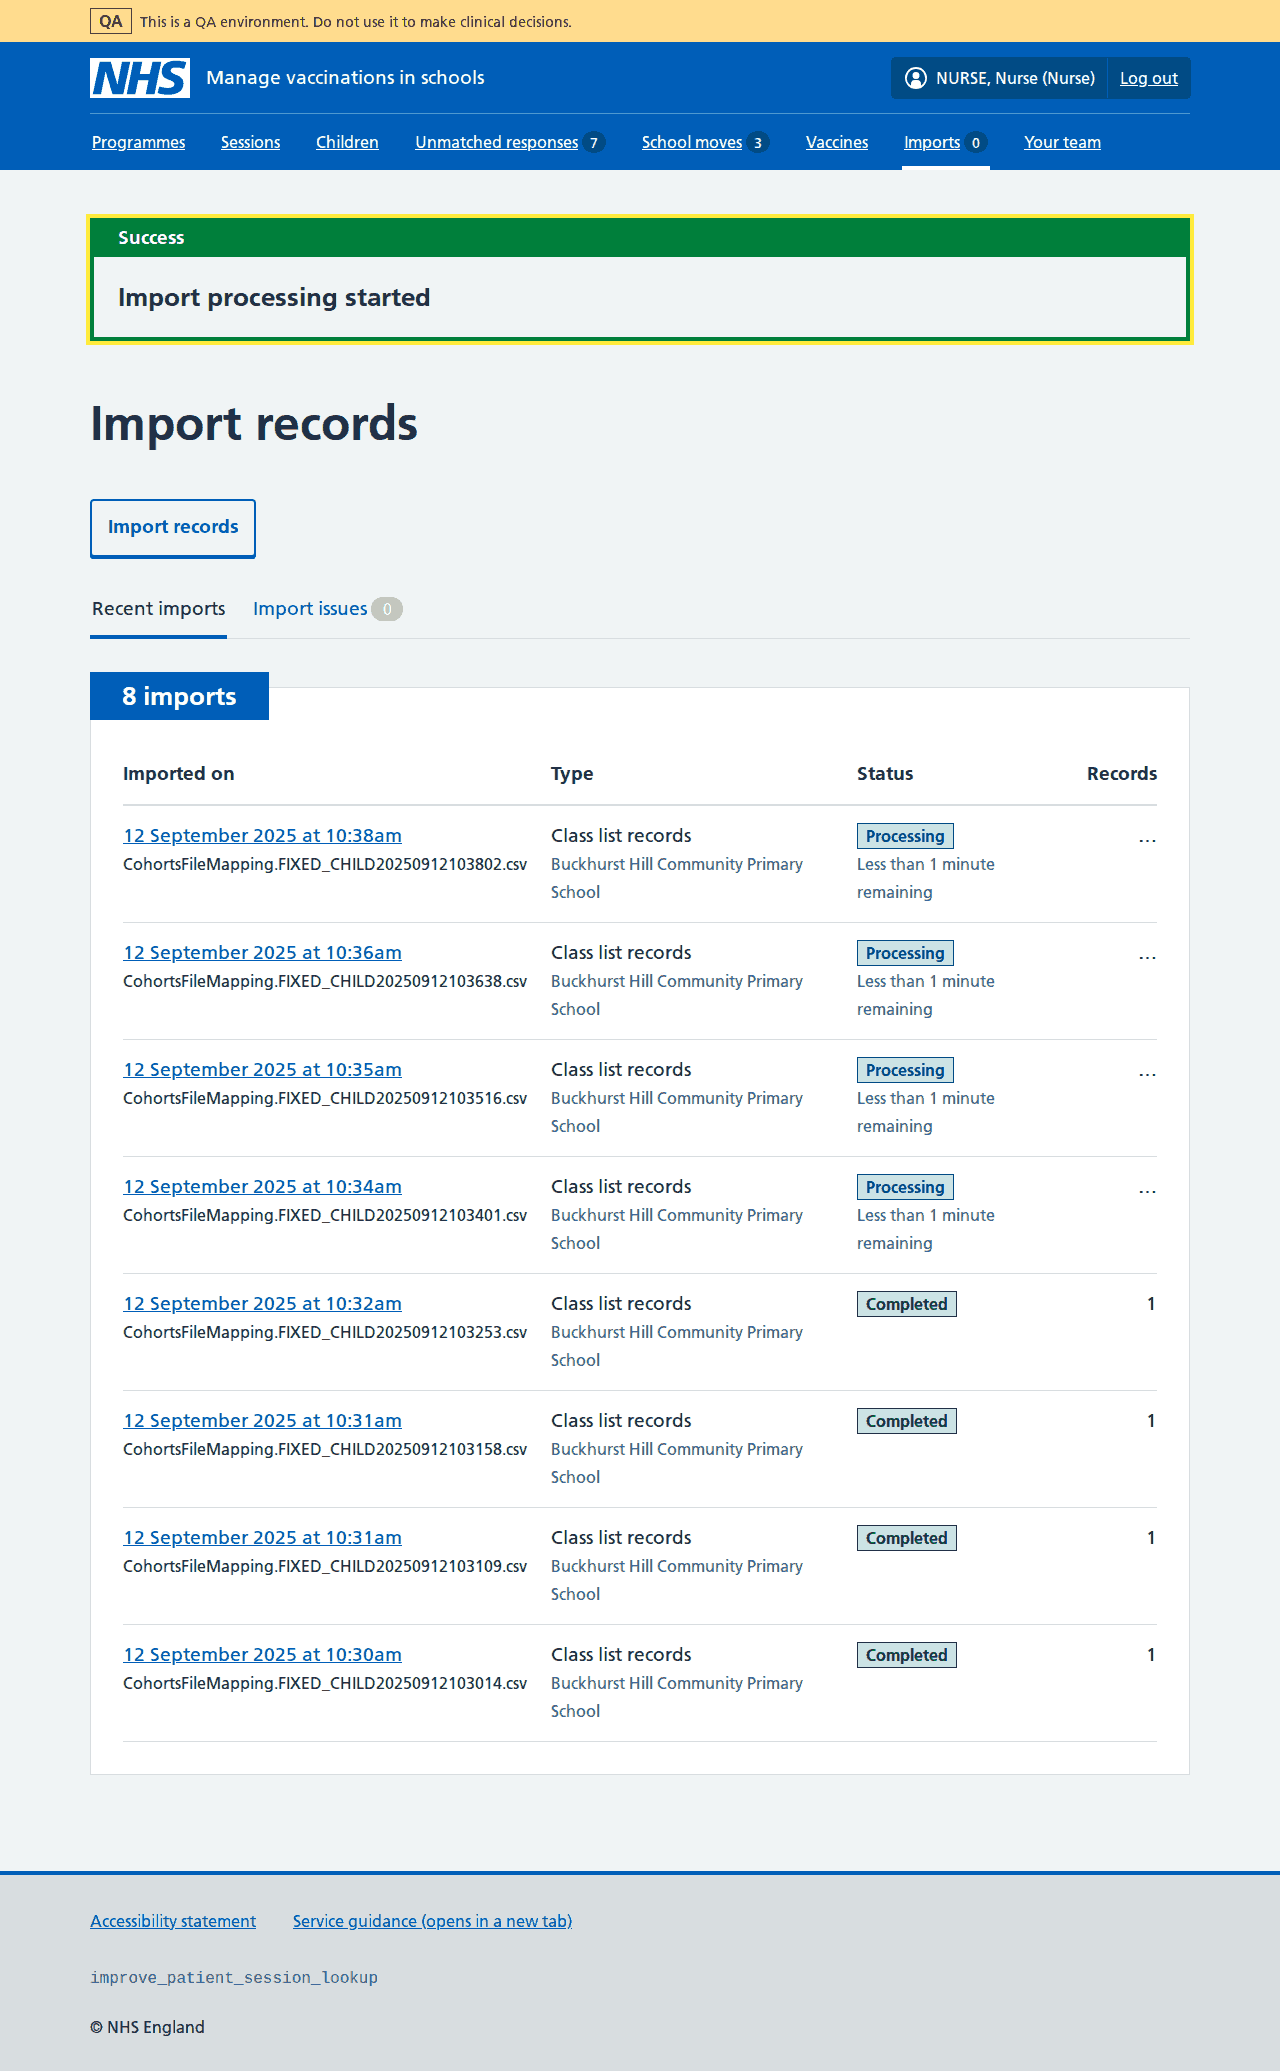 QA This is a QA environment. Do not use it to make clinical decisions.
NHS Manage vaccinations in schools NURSE, Nurse (Nurse) Log out
Programmes Sessions Children Unmatched responses 7 School moves 3 Vaccines Imports 0 Your team
Success
Import processing started
Import records
Import records
Recent imports Import issues 0
8 imports
Imported on Type Status Records
12 September 2025 at 10:38am Class list records Processing ...
CohortsFileMapping.FIXED_CHILD20250912103802.csv Buckhurst Hill Community Primary Less than 1 minute
School remaining
12 September 2025 at 10:36am Class list records Processing ...
CohortsFileMapping.FIXED_CHILD20250912103638.csv Buckhurst Hill Community Primary Less than 1 minute
School remaining
12 September 2025 at 10:35am Class list records Processing ...
CohortsFileMapping.FIXED_CHILD20250912103516.csv Buckhurst Hill Community Primary Less than 1 minute
School remaining
12 September 2025 at 10:34am Class list records Processing ...
CohortsFileMapping.FIXED_CHILD20250912103401.csv Buckhurst Hill Community Primary Less than 1 minute
School remaining
12 September 2025 at 10:32am Class list records Completed 1
CohortsFileMapping.FIXED_CHILD20250912103253.csv Buckhurst Hill Community Primary
School
12 September 2025 at 10:31am Class list records Completed 1
CohortsFileMapping.FIXED_CHILD20250912103158.csv Buckhurst Hill Community Primary
School
12 September 2025 at 10:31am Class list records Completed 1
CohortsFileMapping.FIXED_CHILD20250912103109.csv Buckhurst Hill Community Primary
School
12 September 2025 at 10:30am Class list records Completed 1
CohortsFileMapping.FIXED_CHILD20250912103014.csv Buckhurst Hill Community Primary
School
Accessibility statement Service guidance (opens in a new tab)
improve_patient_session_lookup
© NHS England